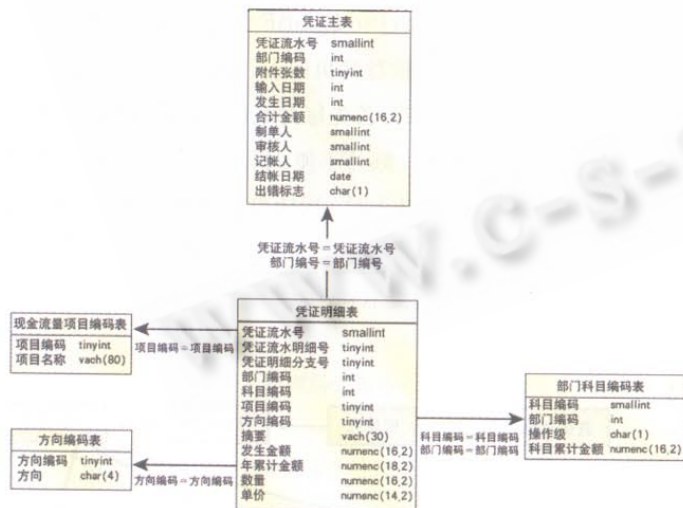 凭证主表
凭证流水号 smallint
部门编码 int
附件张数 tinyint
输入日期 int
发生日期 int
合计金额 numenc(16,2)
制单人 smallint
审核人 smallint
记帐人 smallint
结帐日期 date
出错标志 char(1)
凭证流水号=凭证流水号
部门编号=部门编号
凭证明细表
凭证流水号 smallint
凭证流水明细号 tinyint
凭证明细分支号 tinyint
部门编码 int
科目编码 int
项目编码 tinyint
方向编码 tinyint
摘要 vach(30)
发生金额 numenc(16,2)
年累计金额 numenc(18,2)
数量 numenc(16,2)
单价 numenc(14,2)
现金流量项目编码表
项目编码 tinyint
项目名称 vach(80)
项目编码=项目编码
方向编码表
方向编码 tinyint
方向 char(4)
方向编码=方向编码
部门科目编码表
科目编码 smallint
部门编码 int
操作级 char(1)
科目累计金额 numenc(16,2)
科目编码=科目编码
部门编码=部门编码
www.c-s-